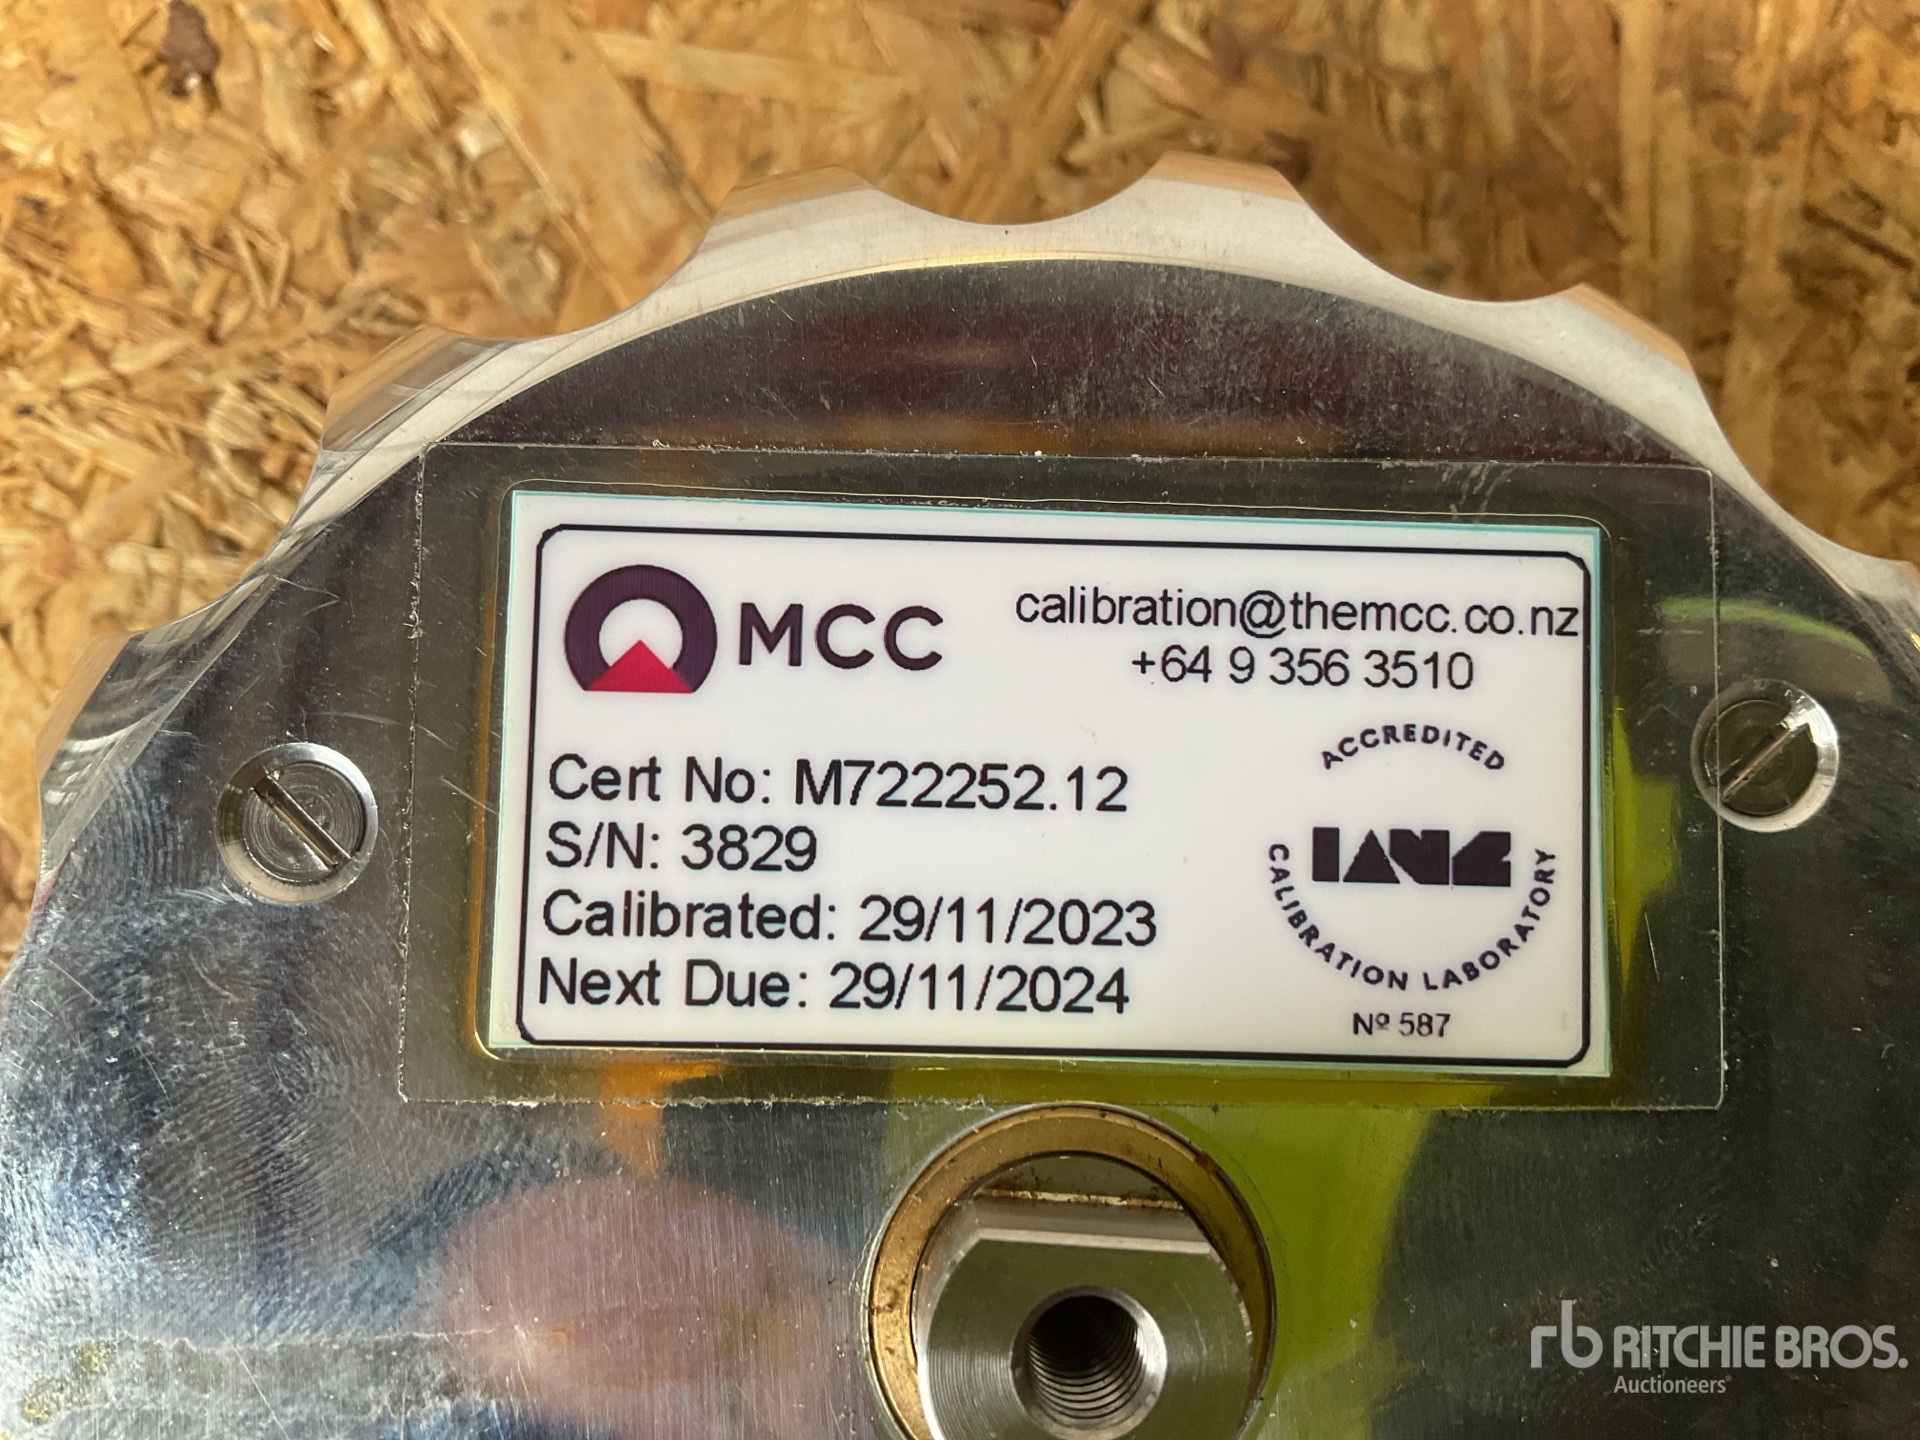 MCC
calibration@themcc.co.nz
+64 9 356 3510
Cert No: M722252.12
S/N: 3829
Calibrated: 29/11/2023
Next Due: 29/11/2024
ACCREDITED
IANZ
CALIBRATION LABORATORY
Nº 587
rb RITCHIE BROS.
Auctioneers